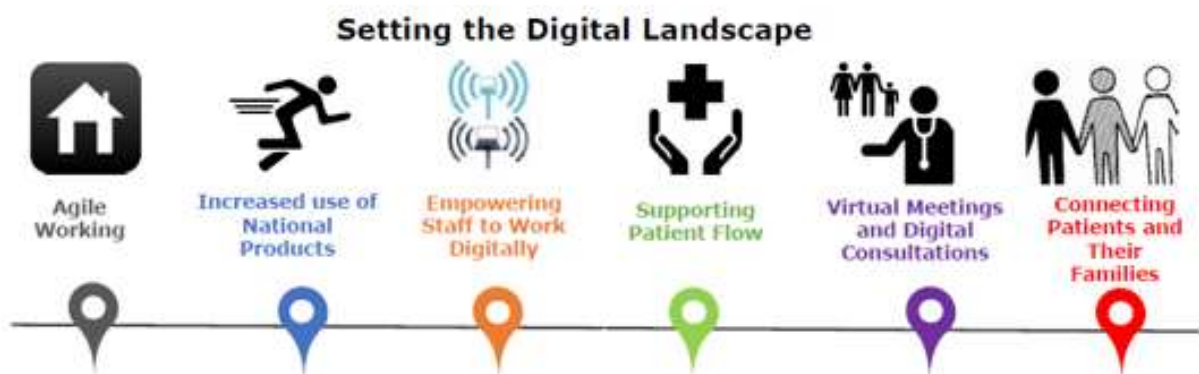 Setting the Digital Landscape
Agile
Working
Increased use of
National
Products
Empowering
Staff to Work
Digitally
Supporting
Patient Flow
Virtual Meetings
and Digital
Consultations
Connecting
Patients and
Their
Families